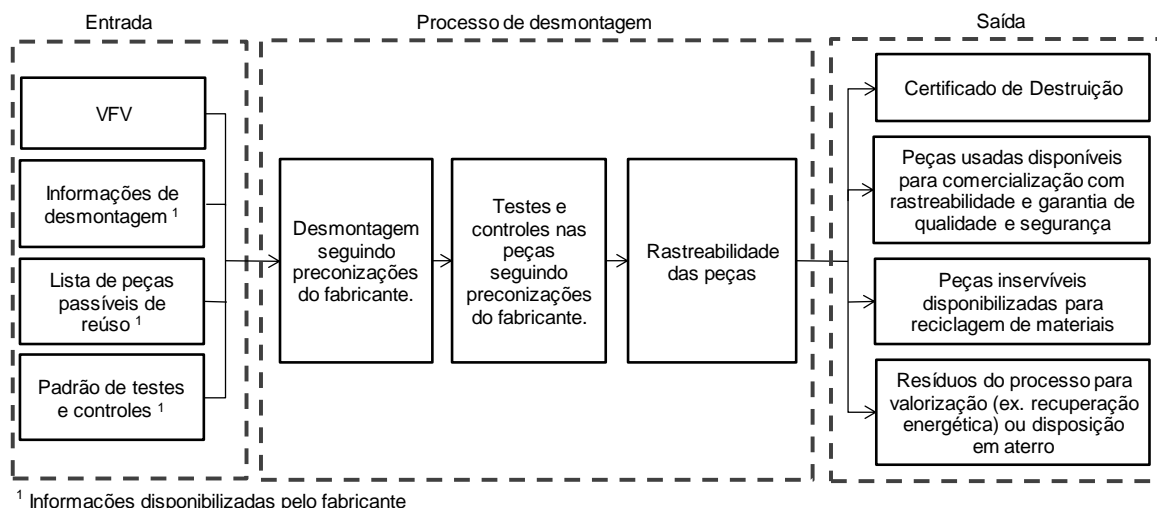 Entrada
Processo de desmontagem
Saída
VFV
Informações de
desmontagem ¹
Lista de peças
passíveis de
reúso ¹
Padrão de testes
e controles ¹
Desmontagem
seguindo
preconizações
do fabricante.
Testes e
controles nas
peças
seguindo
preconizações
do fabricante.
Rastreabilidade
das peças
Certificado de Destruição
Peças usadas disponíveis
para comercialização com
rastreabilidade e garantia de
qualidade e segurança
Peças inservíveis
disponibilizadas para
reciclagem de materiais
Resíduos do processo para
valorização (ex. recuperação
energética) ou disposição
em aterro
¹ Informações disponibilizadas pelo fabricante